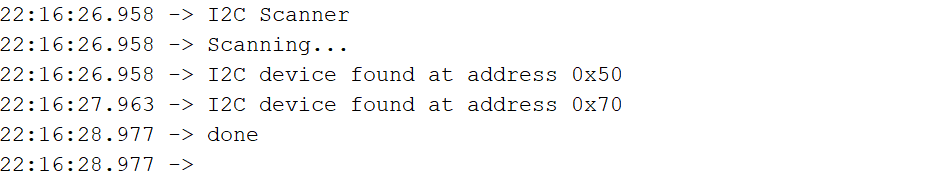 22:16:26.958 -> I2C Scanner
22:16:26.958 -> Scanning...
22:16:26.958 -> I2C device found at address 0x50
22:16:27.963 -> I2C device found at address 0x70
22:16:28.977 -> done
22:16:28.977 ->